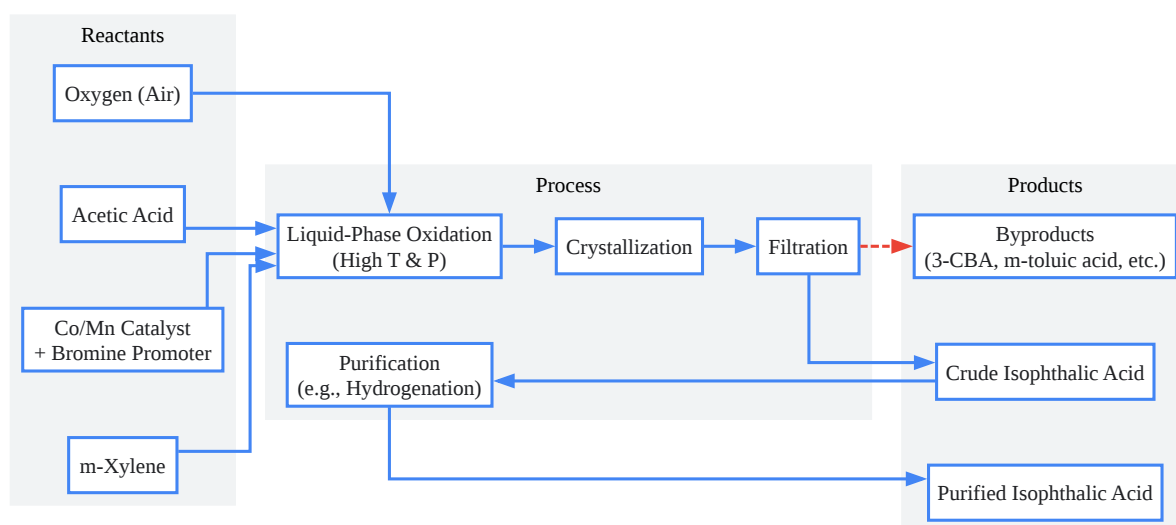 Reactants
Oxygen (Air)
Acetic Acid
Co/Mn Catalyst
+ Bromine Promoter
m-Xylene
Process
Liquid-Phase Oxidation
(High T & P)
Crystallization
Filtration
Purification
(e.g., Hydrogenation)
Products
Byproducts
(3-CBA, m-toluic acid, etc.)
Crude Isophthalic Acid
Purified Isophthalic Acid